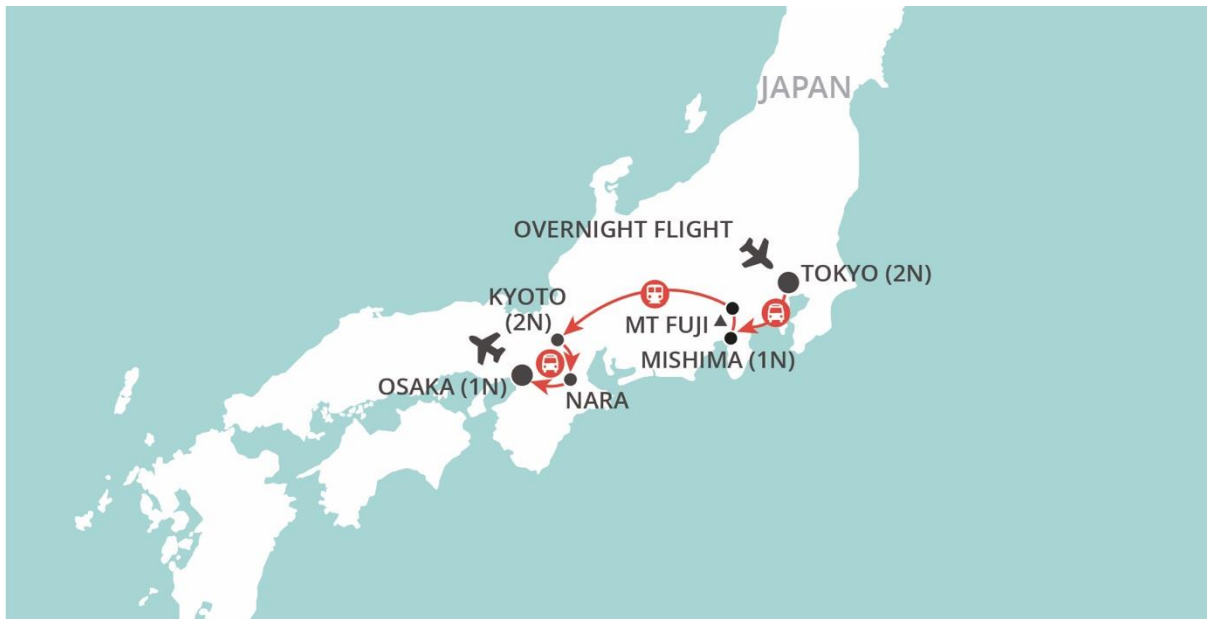 JAPAN
OVERNIGHT FLIGHT
TOKYO (2N)
KYOTO
(2N)
MT FUJI
MISHIMA (1N)
OSAKA (1N)
NARA